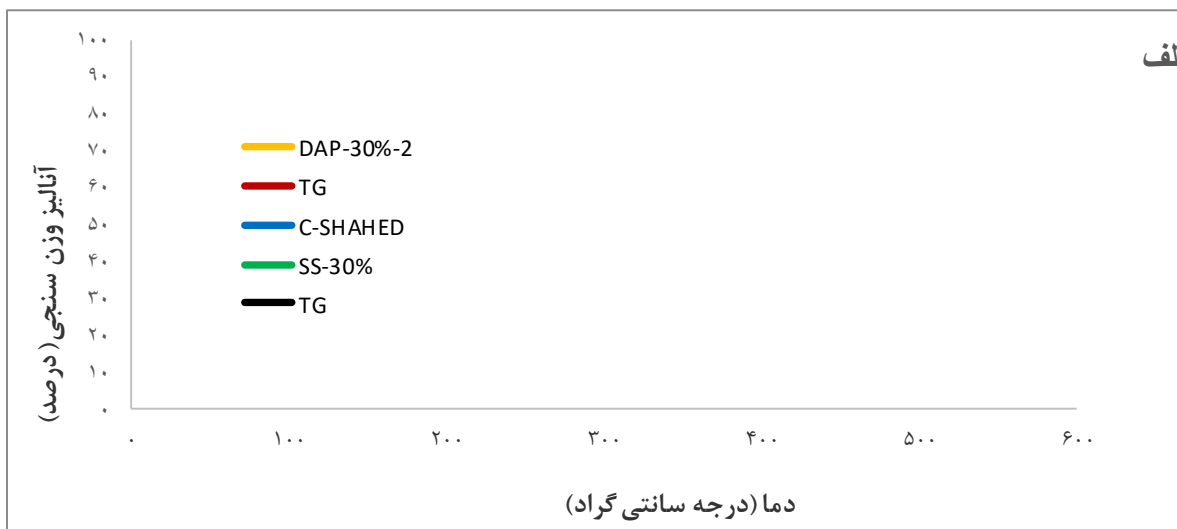 لف
۱۰۰
۹۰
۸۰
۷۰
۶۰
۵۰
۴۰
۳۰
۲۰
۱۰
۰
آنالیز وزن سنجی (درصد)
DAP-30%-2
TG
C-SHAHED
SS-30%
TG
۰ ۱۰۰ ۲۰۰ ۳۰۰ ۴۰۰ ۵۰۰ ۶۰۰
دما (درجه سانتی گراد)